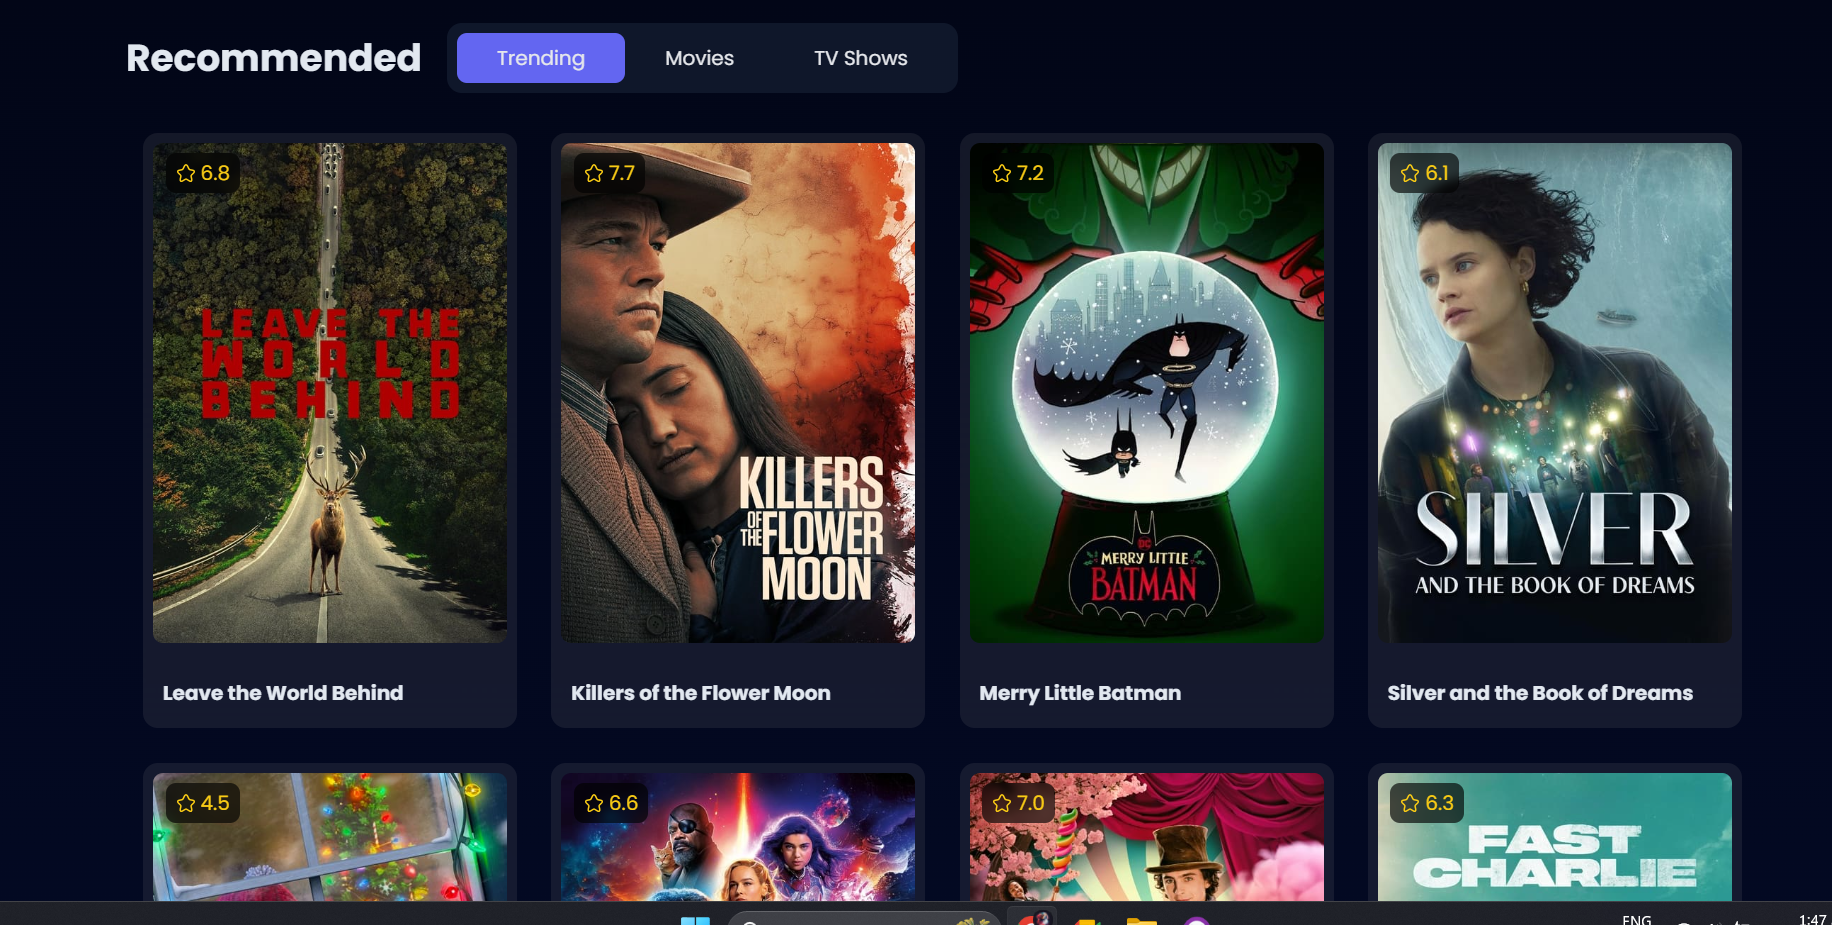 Recommended
Trending
Movies
TV Shows
6.8
LEAVE THE
WORLD
BEHIND
Leave the World Behind
7.7
KILLERS
OF THE FLOWER
MOON
Killers of the Flower Moon
7.2
DC
MERRY LITTLE
BATMAN
Merry Little Batman
6.1
SILVER
AND THE BOOK OF DREAMS
Silver and the Book of Dreams
4.5
6.6
7.0
6.3
FAST
CHARLIE
ENG
1:47